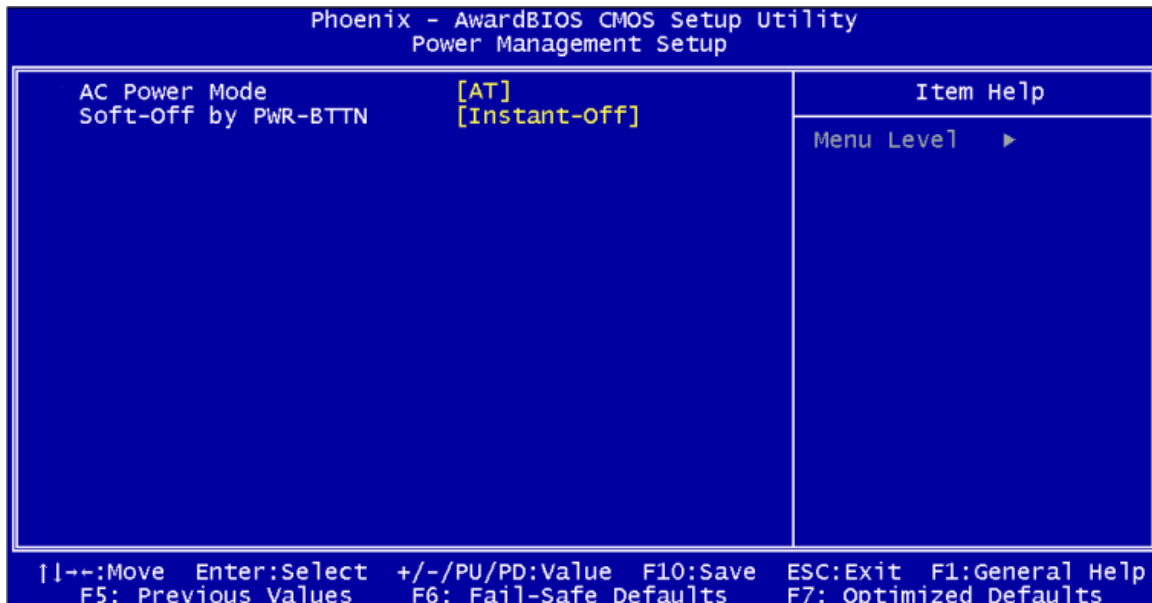 Phoenix - AwardBIOS CMOS Setup Utility
Power Management Setup
AC Power Mode [AT]
Soft-Off by PWR-BTTN [Instant-Off]
Item Help
Menu Level ►
↑↓→←:Move Enter:Select +/-/PU/PD:Value F10:Save ESC:Exit F1:General Help
F5: Previous Values F6: Fail-Safe Defaults F7: Optimized Defaults